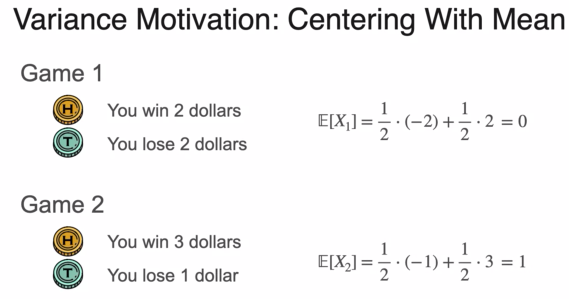 Variance Motivation: Centering With Mean
Game 1
H You win 2 dollars
T You lose 2 dollars
𝔼[X₁] = 1/2 · (−2) + 1/2 · 2 = 0
Game 2
H You win 3 dollars
T You lose 1 dollar
𝔼[X₂] = 1/2 · (−1) + 1/2 · 3 = 1